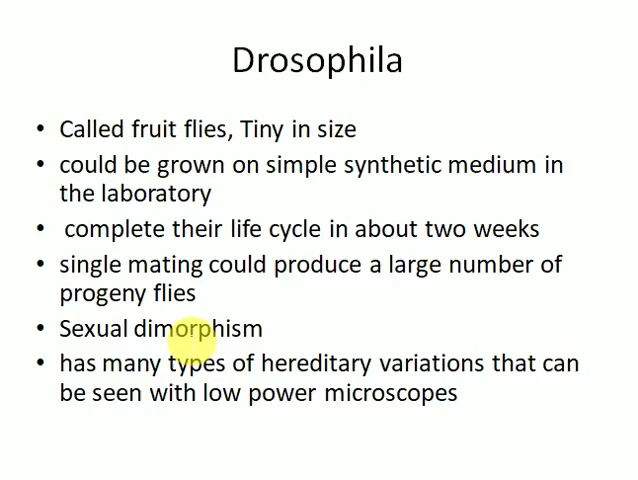 Drosophila
• Called fruit flies, Tiny in size
• could be grown on simple synthetic medium in
the laboratory
• complete their life cycle in about two weeks
• single mating could produce a large number of
progeny flies
• Sexual dimorphism
• has many types of hereditary variations that can
be seen with low power microscopes